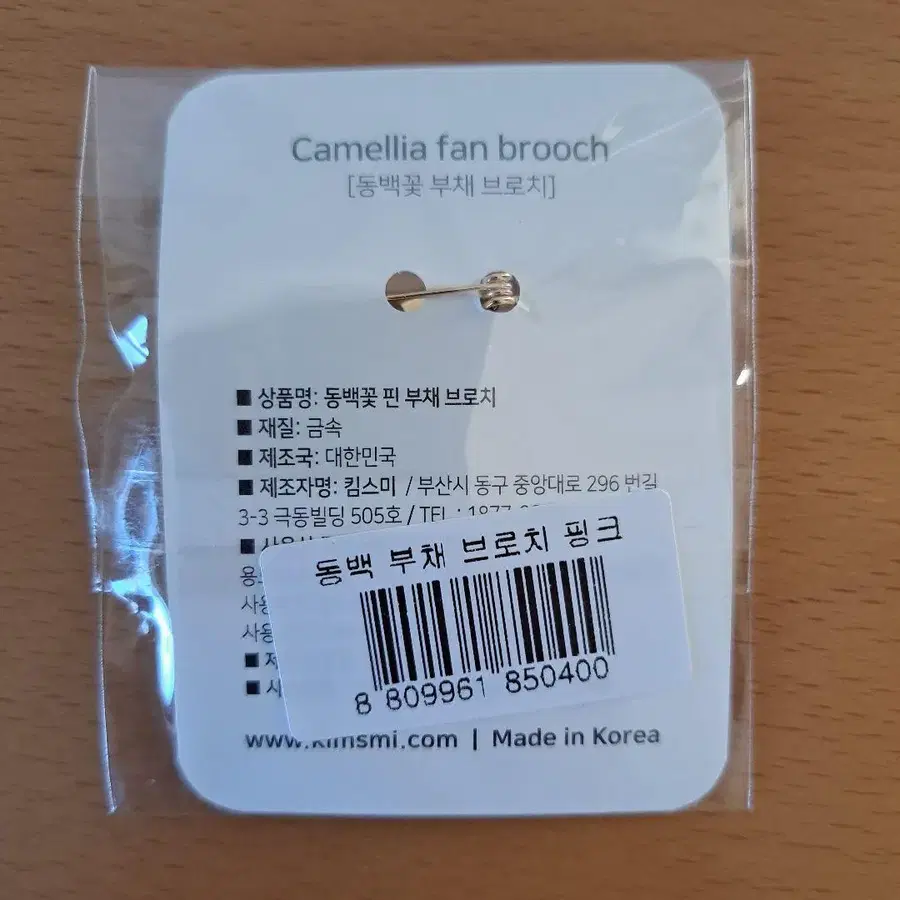 Camellia fan brooch
[동백꽃 부채 브로치]
■ 상품명: 동백꽃 핀 부채 브로치
■ 재질: 금속
■ 제조국: 대한민국
■ 제조자명: 킴스미 / 부산시 동구 중앙대로 296 번길
3-3 극동빌딩 505호 / TEL : 1877
동백 부채 브로치 핑크
8 809961 850400
www.kimsmi.com | Made in Korea